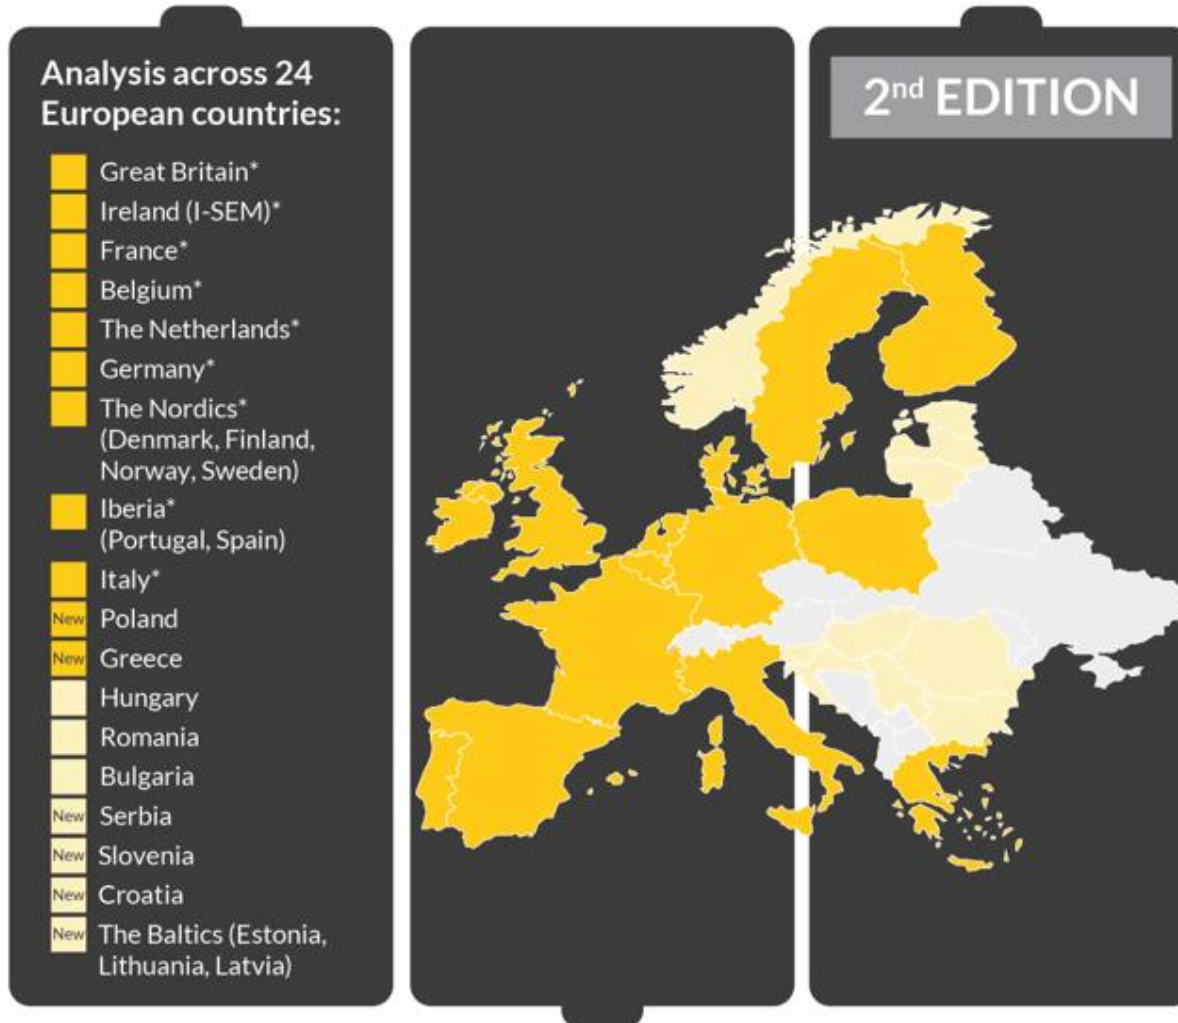 Analysis across 24
European countries:
Great Britain*
Ireland (I-SEM)*
France*
Belgium*
The Netherlands*
Germany*
The Nordics*
(Denmark, Finland,
Norway, Sweden)
Iberia*
(Portugal, Spain)
Italy*
New Poland
New Greece
Hungary
Romania
Bulgaria
New Serbia
New Slovenia
New Croatia
New The Baltics (Estonia,
Lithuania, Latvia)
2nd EDITION